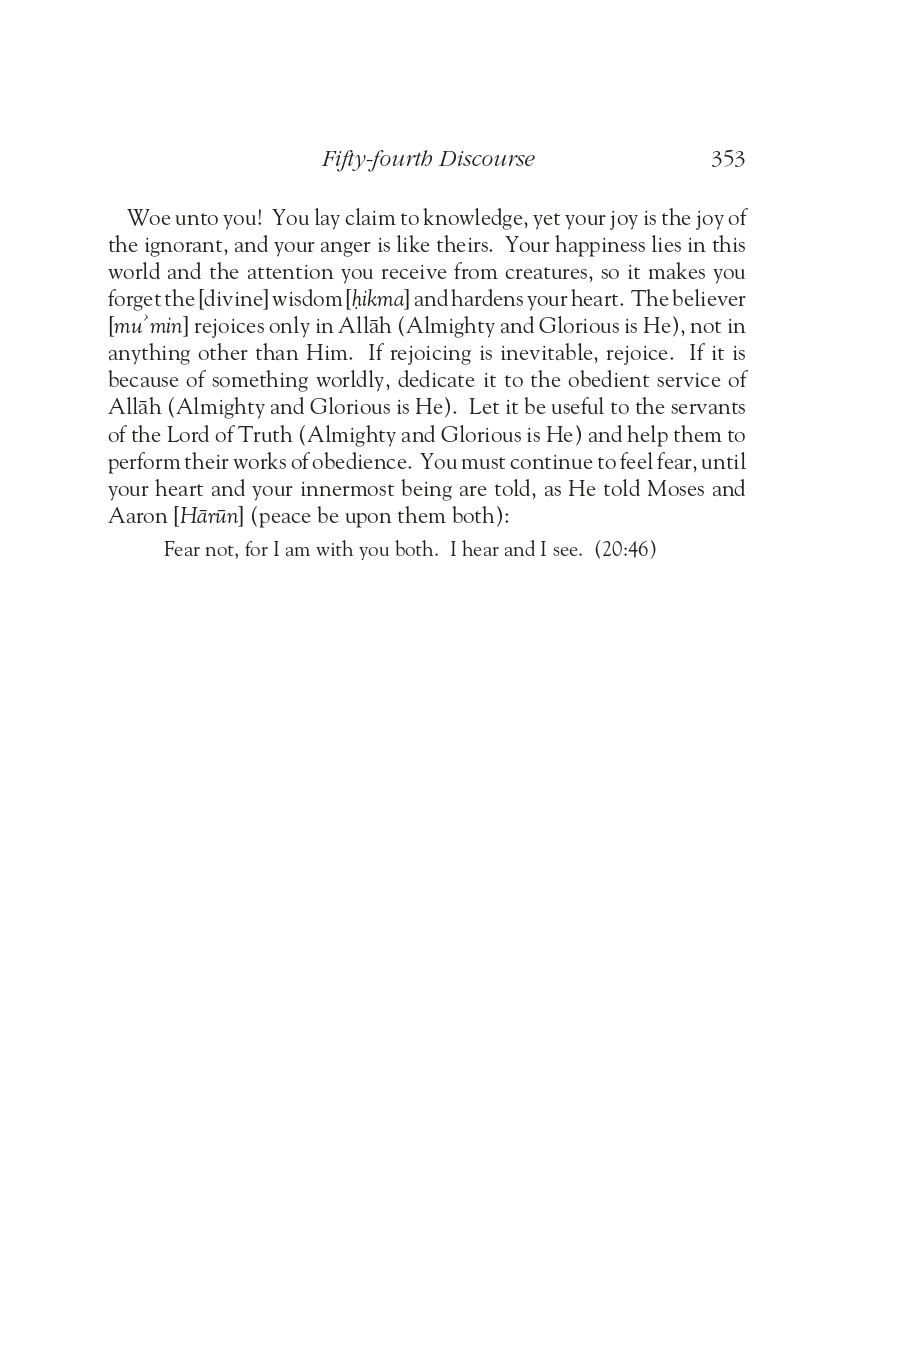 Fifty-fourth Discourse 353
Woe unto you! You lay claim to knowledge, yet your joy is the joy of
the ignorant, and your anger is like theirs. Your happiness lies in this
world and the attention you receive from creatures, so it makes you
forget the [divine] wisdom [ḥikma] and hardens your heart. The believer
[muʾmin] rejoices only in Allāh (Almighty and Glorious is He), not in
anything other than Him. If rejoicing is inevitable, rejoice. If it is
because of something worldly, dedicate it to the obedient service of
Allāh (Almighty and Glorious is He). Let it be useful to the servants
of the Lord of Truth (Almighty and Glorious is He) and help them to
perform their works of obedience. You must continue to feel fear, until
your heart and your innermost being are told, as He told Moses and
Aaron [Hārūn] (peace be upon them both):
Fear not, for I am with you both. I hear and I see. (20:46)